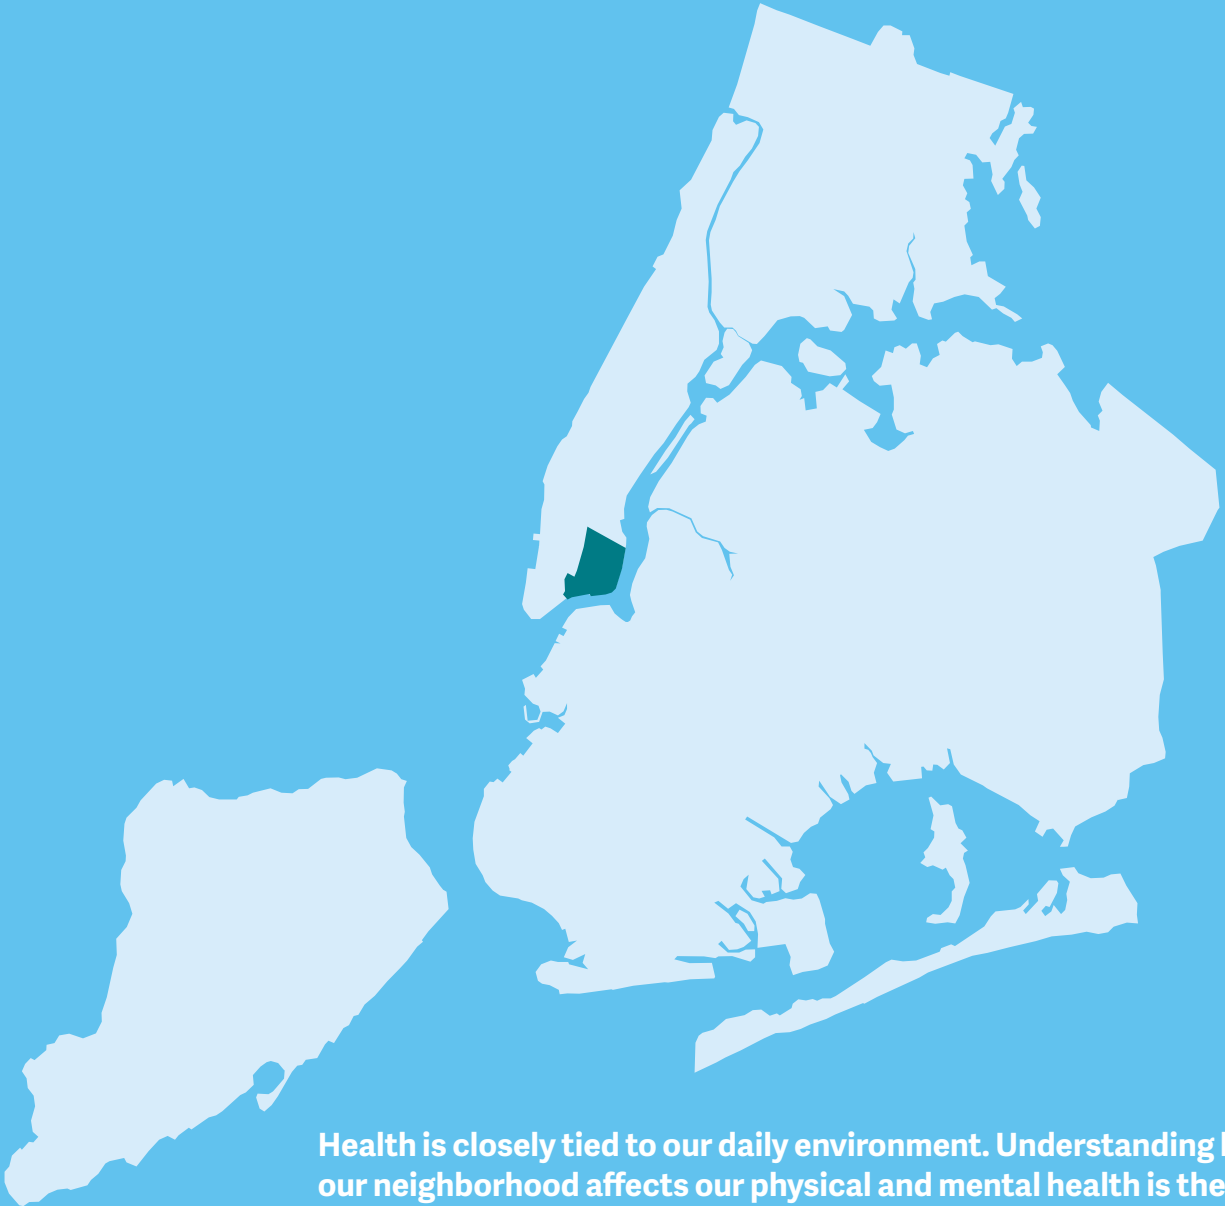 Health is closely tied to our daily environment. Understanding
our neighborhood affects our physical and mental health is the